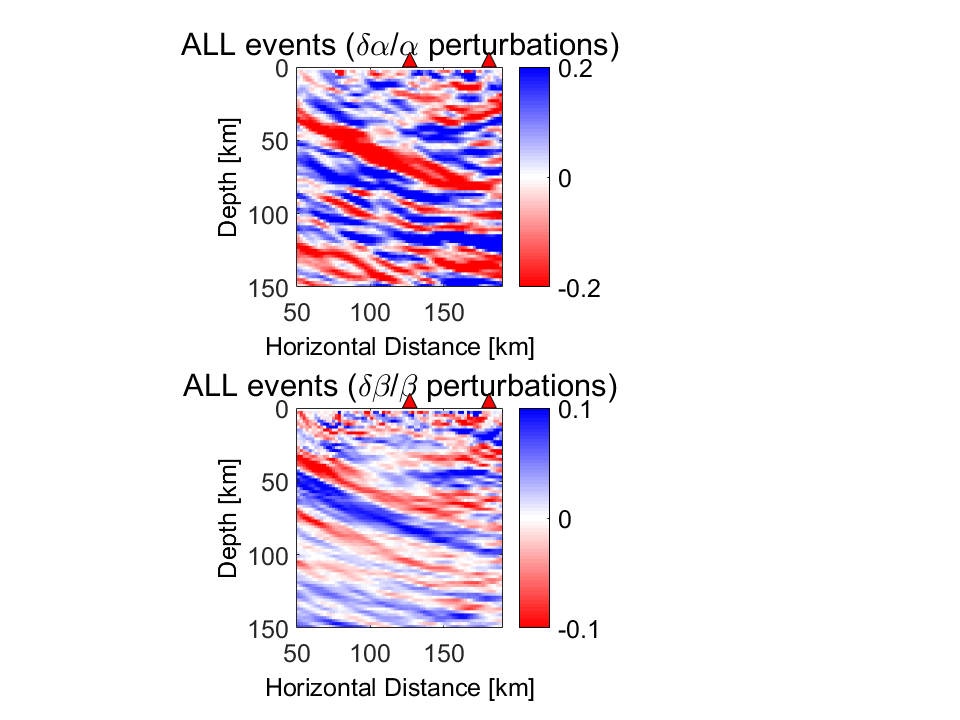 ALL events (δα/α perturbations)
0
50
100
150
Depth [km]
50 100 150
Horizontal Distance [km]
0.2
0
-0.2
ALL events (δβ/β perturbations)
0
50
100
150
Depth [km]
50 100 150
Horizontal Distance [km]
0.1
0
-0.1